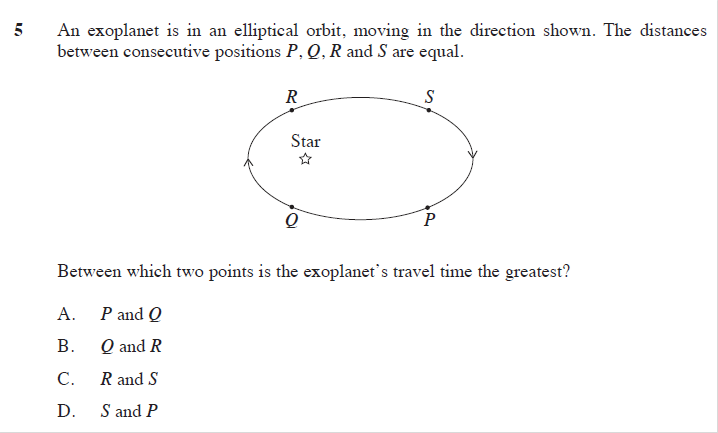 5 An exoplanet is in an elliptical orbit, moving in the direction shown. The distances
between consecutive positions P, Q, R and S are equal.
R S
Star
Q P
Between which two points is the exoplanet's travel time the greatest?
A. P and Q
B. Q and R
C. R and S
D. S and P